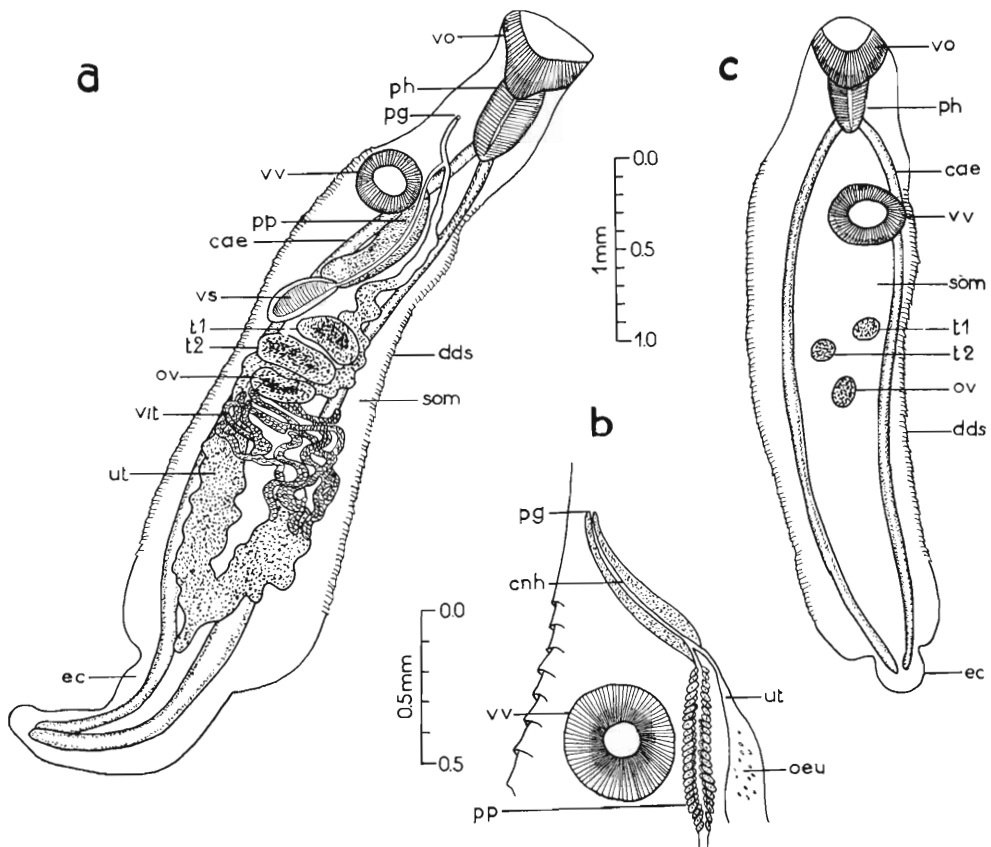 a
vo
ph
pg
vv
pp
cae
vs
t1
t2
ov
vit
ut
dds
som
ec
0.0
0.5
1.0
1mm
b
pg
cnh
vv
ut
oeu
pp
0.0
0.5
0.5mm
c
vo
ph
cae
vv
som
t1
t2
ov
dds
ec